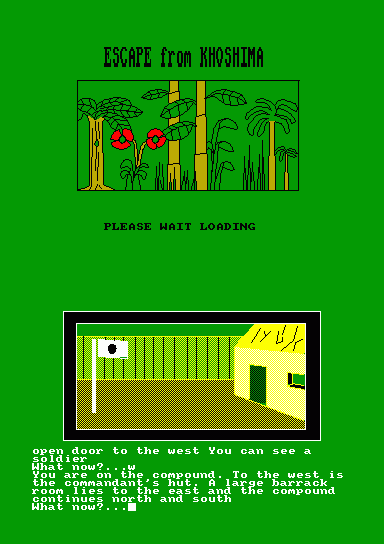 ESCAPE from KHOSHIMA
PLEASE WAIT LOADING
open door to the west You can see a
soldier
What now?...w
You are on the compound. To the west is
the commandant's hut. A large barrack
room lies to the east and the compound
continues north and south
What now?...